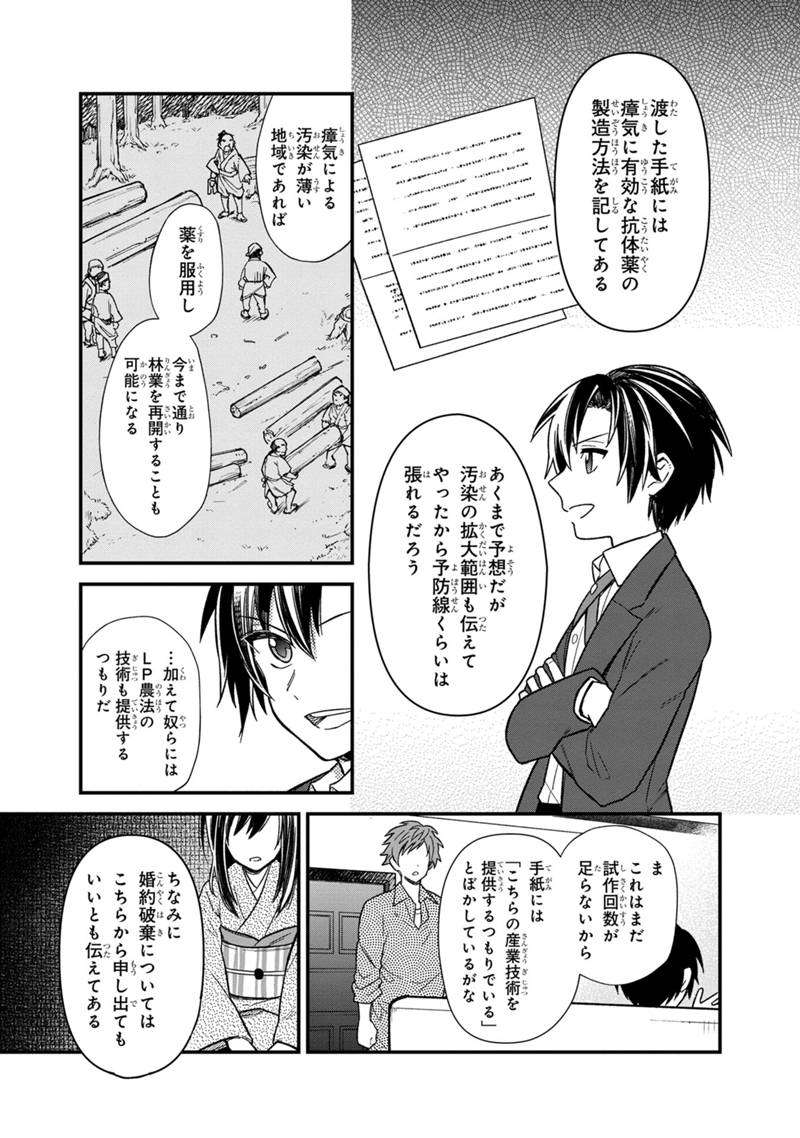 渡した手紙には
瘴気に有効な抗体薬の
製造方法を記してある
瘴気による
汚染が薄い
地域であれば
薬を服用し
今まで通り
林業を再開することも
可能になる
あくまで予想だが
汚染の拡大範囲も伝えて
やったから予防線くらいは
張れるだろう
…加えて奴らには
LP農法の
技術も提供する
つもりだ
ま
これはまだ
試作回数が
足らないから
手紙には
「こちらの産業技術を
提供するつもりでいる」
とぼかしているがな
ちなみに
婚約破棄については
こちらから申し出ても
いいとも伝えてある